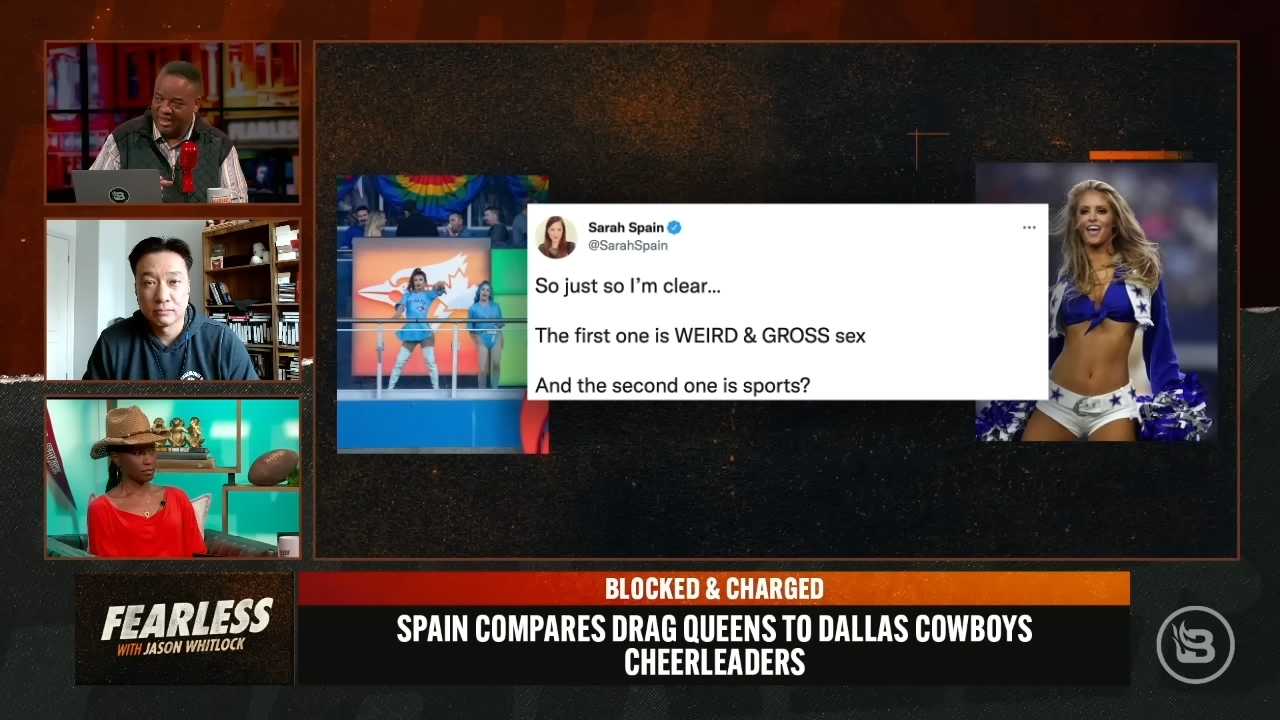 FEARLESS
Sarah Spain
@SarahSpain
So just so I'm clear...
The first one is WEIRD & GROSS sex
And the second one is sports?
FEARLESS
WITH JASON WHITLOCK
BLOCKED & CHARGED
SPAIN COMPARES DRAG QUEENS TO DALLAS COWBOYS
CHEERLEADERS
B